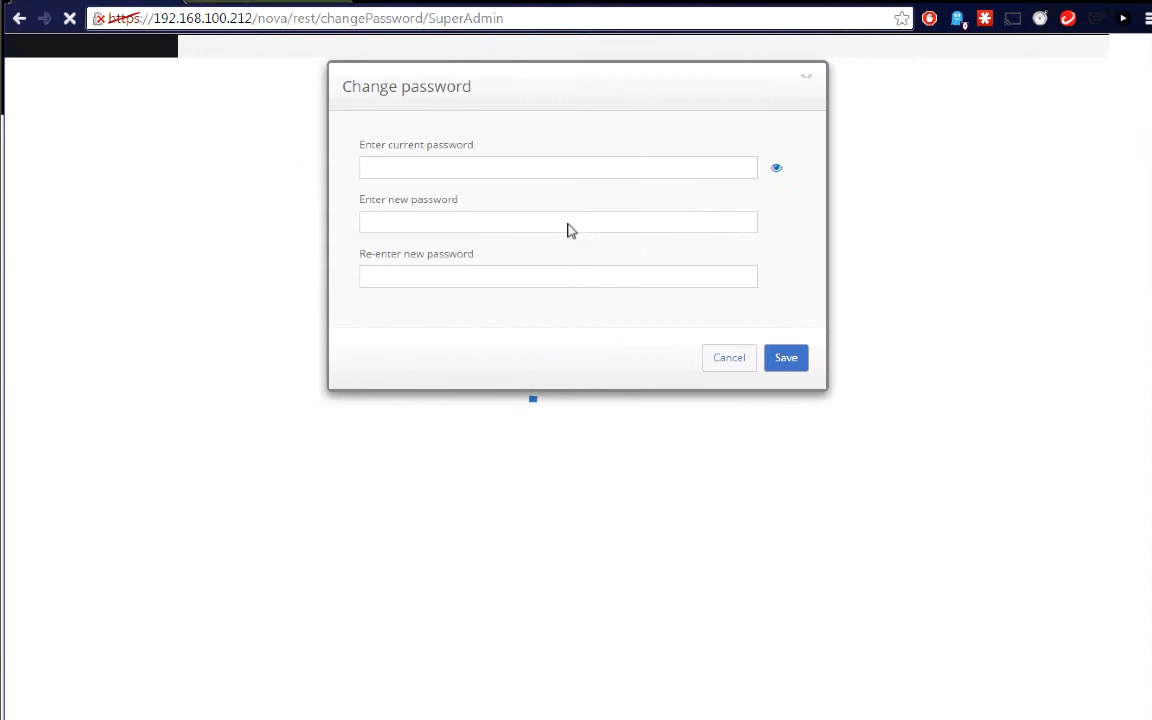 https://192.168.100.212/nova/rest/changePassword/SuperAdmin
Change password
Enter current password
Enter new password
Re-enter new password
Cancel
Save